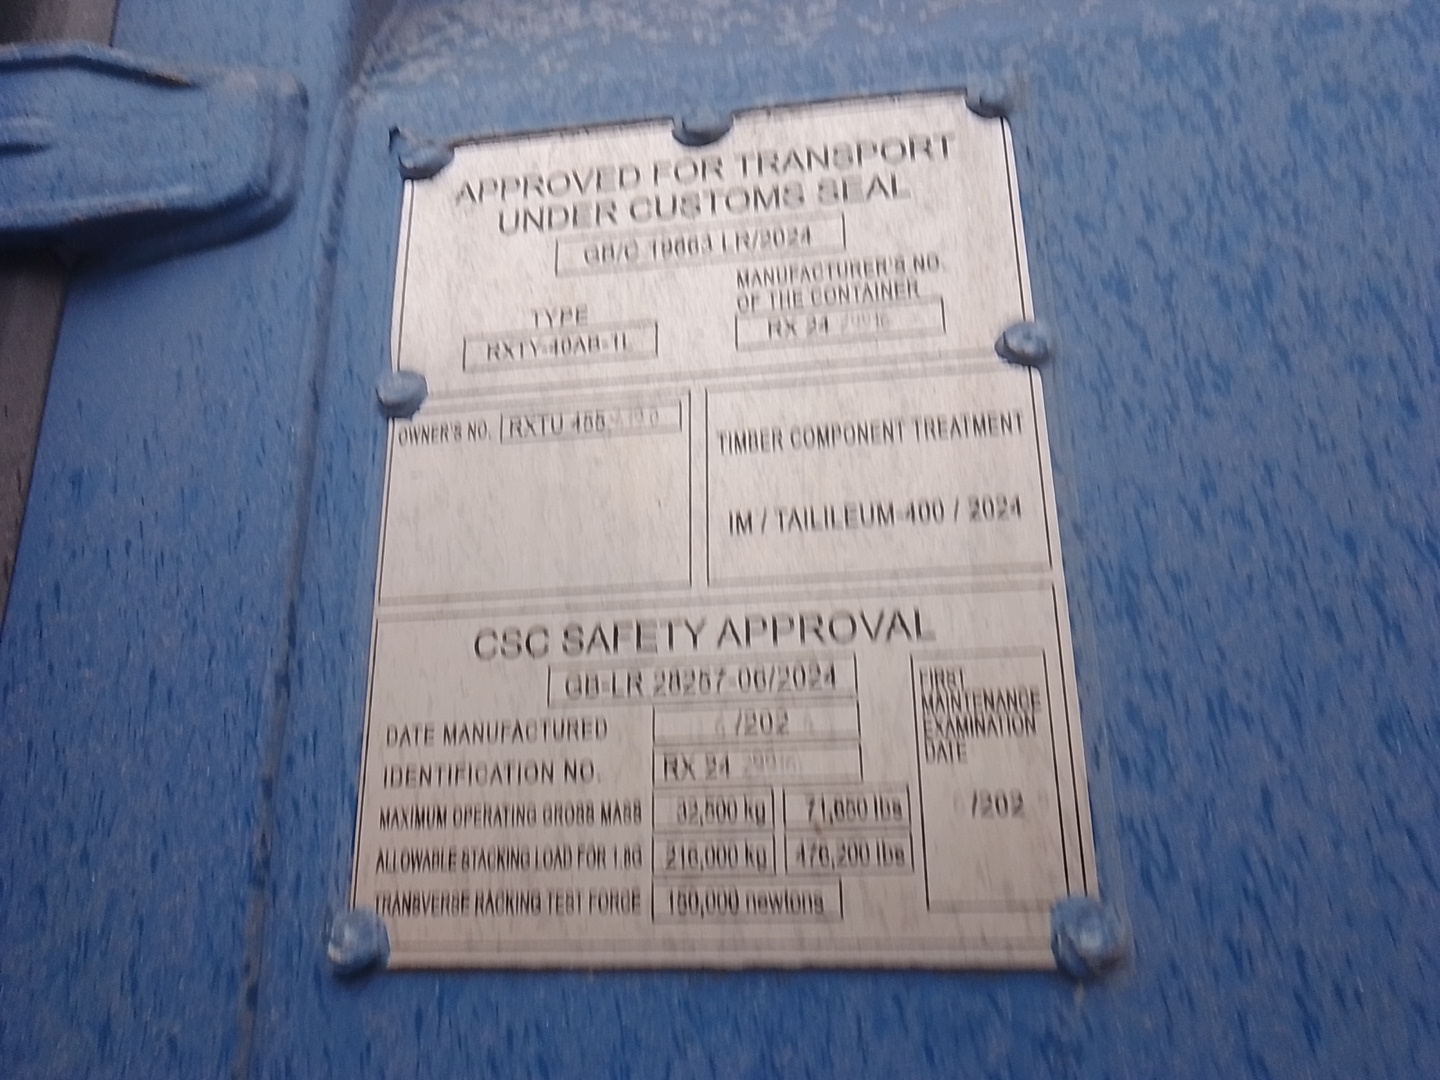 APPROVED FOR TRANSPORT
UNDER CUSTOMS SEAL
GB/C 19663 LR/2024
TYPE
RXTY-40AB-1L
MANUFACTURER'S NO.
OF THE CONTAINER
RX 24
OWNER'S NO. RXTU 455
TIMBER COMPONENT TREATMENT
IM / TAILILEUM-400 / 2024
CSC SAFETY APPROVAL
GB-LR 28257-06/2024
DATE MANUFACTURED /202
IDENTIFICATION NO. RX 24
MAXIMUM OPERATING GROSS MASS 32,500 kg 71,650 lbs
ALLOWABLE STACKING LOAD FOR 1.8G 216,000 kg 476,200 lbs
TRANSVERSE RACKING TEST FORCE 150,000 newtons
FIRST
MAINTENANCE
EXAMINATION
DATE
/202